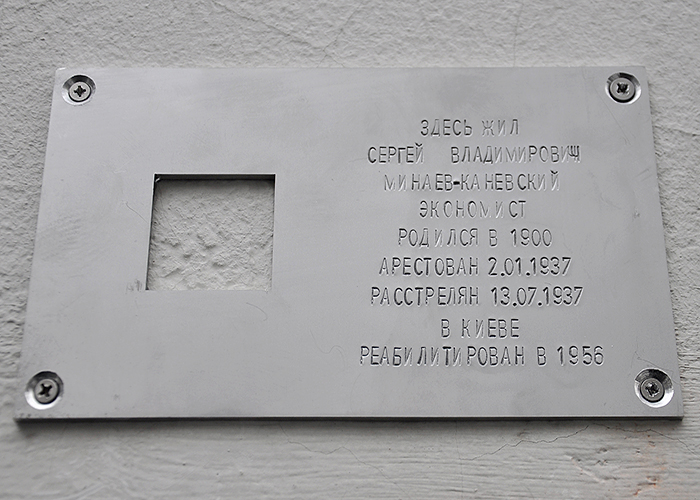 ЗДЕСЬ ЖИЛ
СЕРГЕЙ ВЛАДИМИРОВИЧ
МИНАЕВ-КАНЕВСКИЙ
ЭКОНОМИСТ
РОДИЛСЯ В 1900
АРЕСТОВАН 2.01.1937
РАССТРЕЛЯН 13.07.1937
В КИЕВЕ
РЕАБИЛИТИРОВАН В 1956